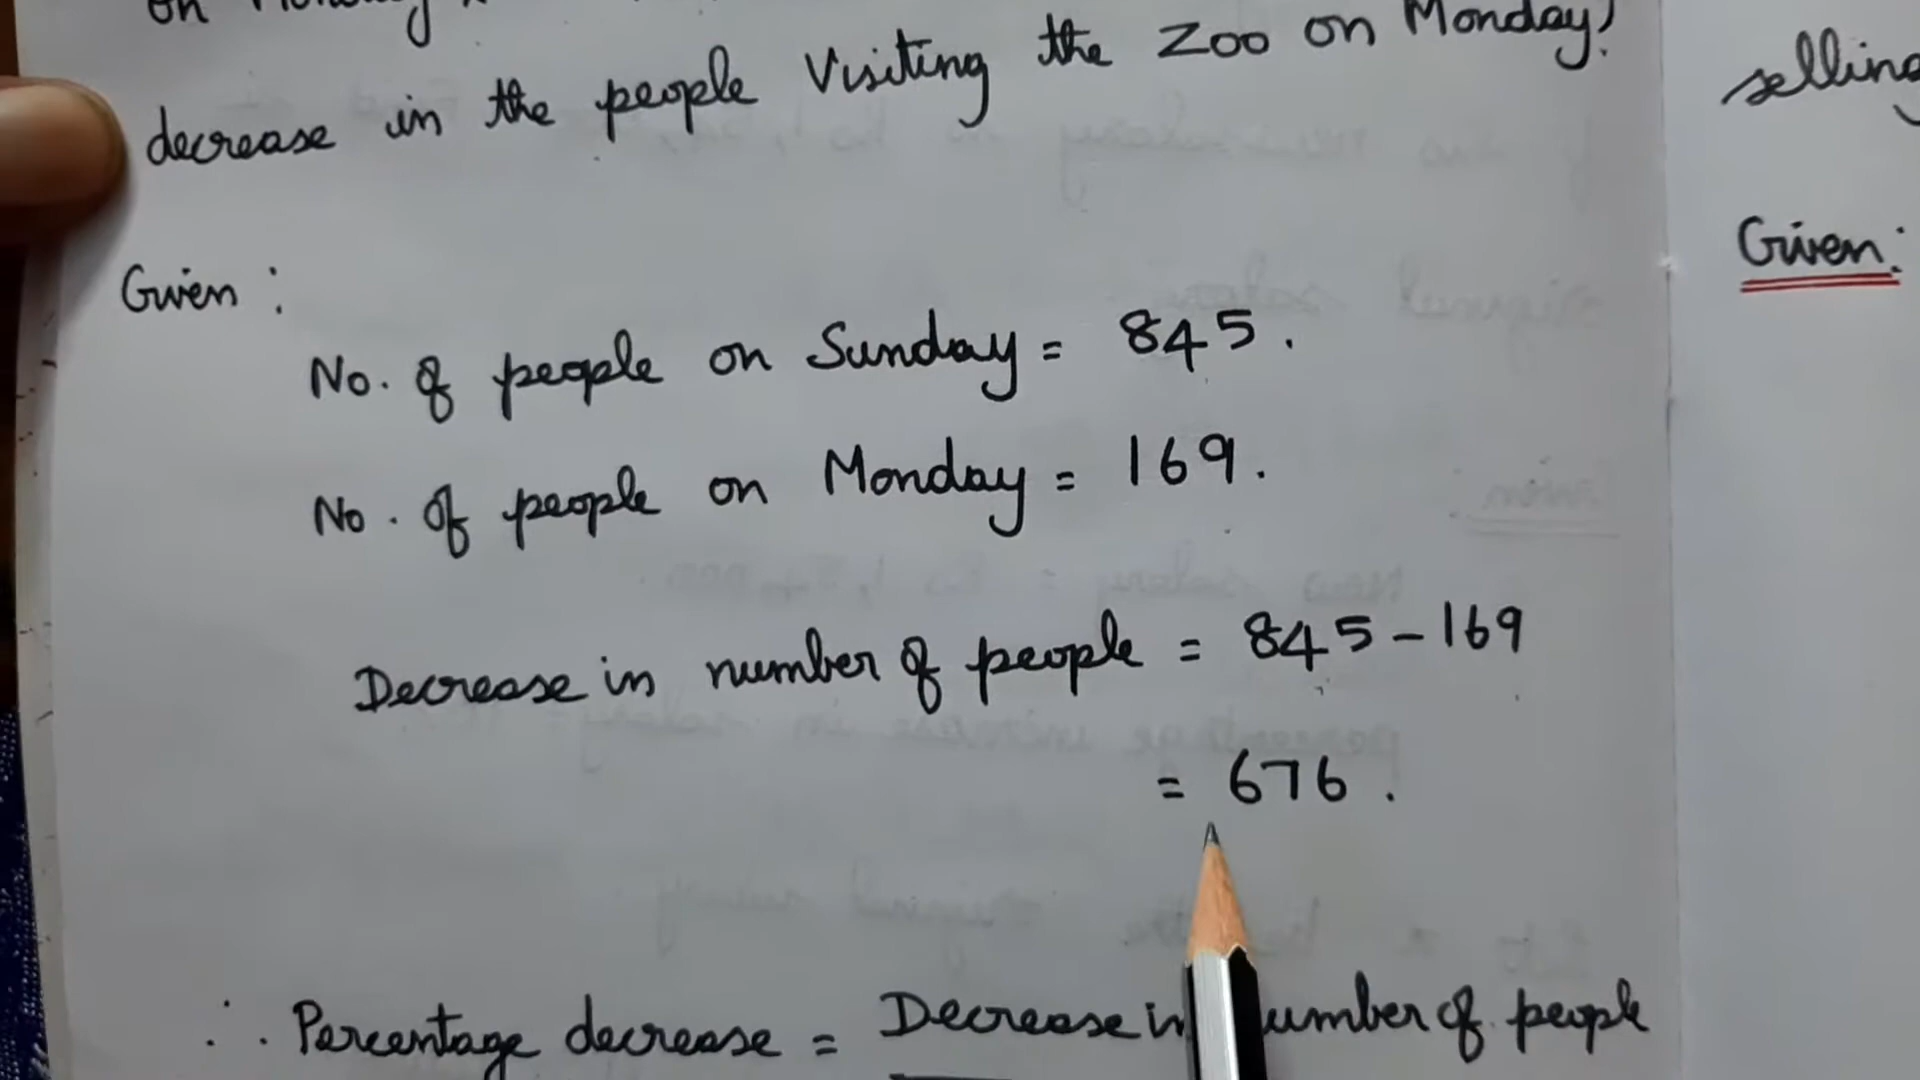 on Monday
decrease in the people Visiting the Zoo on Monday?
Given :
No. of people on Sunday = 845.
No. of people on Monday = 169.
Decrease in number of people = 845 - 169
= 676.
∴ Percentage decrease = Decrease in number of people
selling
Given: